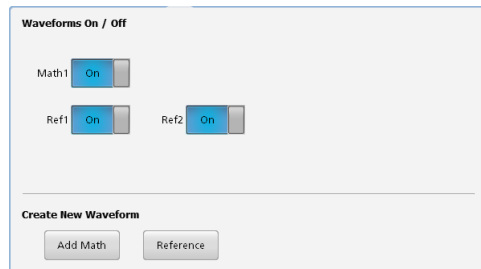 Waveforms On / Off
Math1 On
Ref1 On Ref2 On
Create New Waveform
Add Math Reference